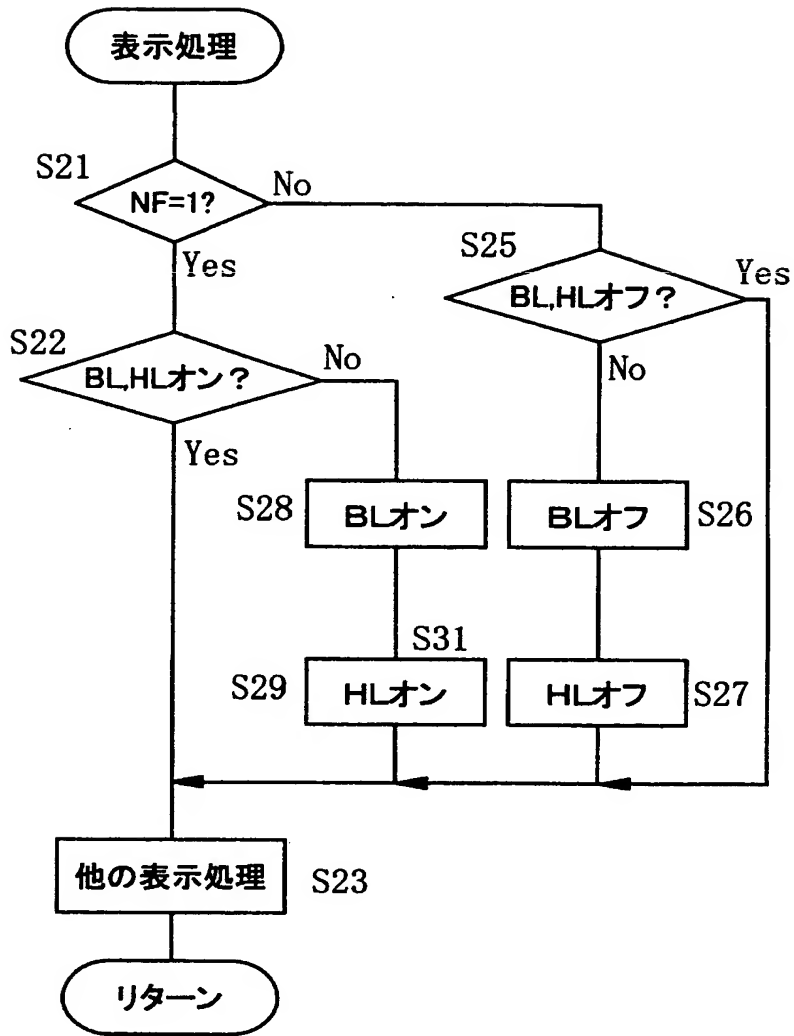 表示処理
S21
NF=1?
No
Yes
S25
BL,HLオフ?
Yes
No
S22
BL,HLオン?
No
Yes
S28
BLオン
BLオフ
S26
S31
S29
HLオン
HLオフ
S27
他の表示処理
S23
リターン